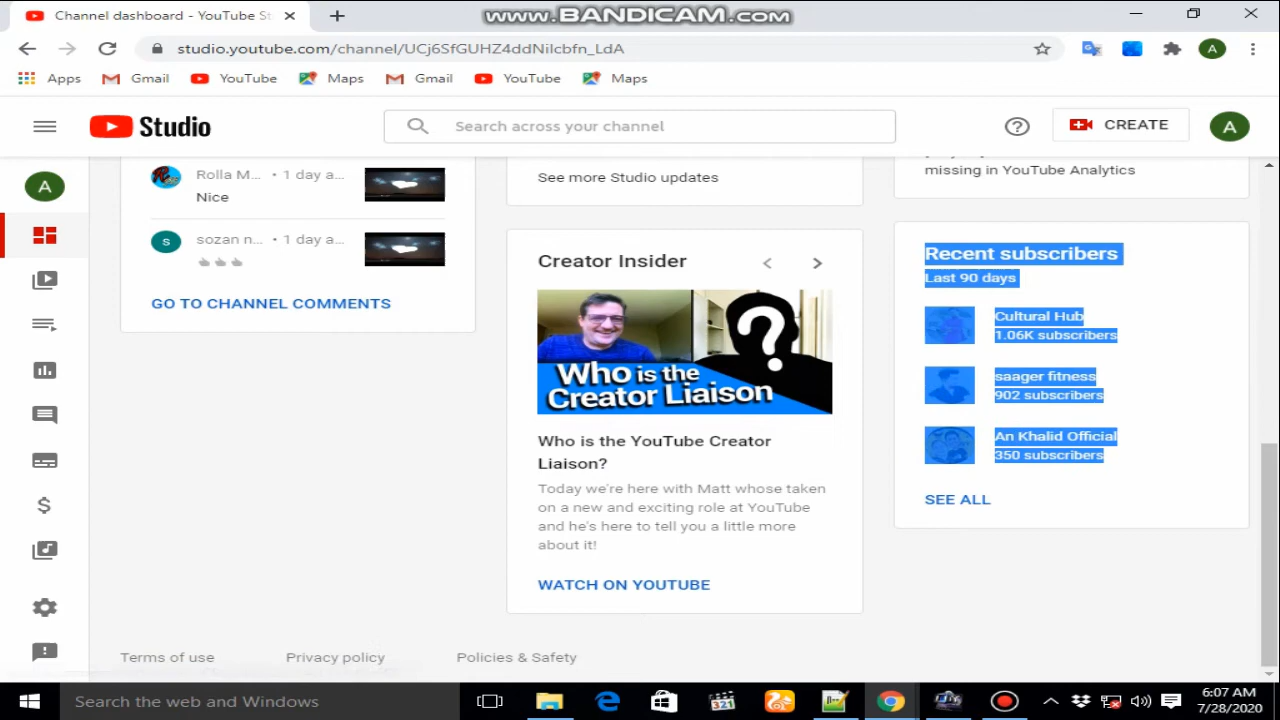 Channel dashboard - YouTube St
www.BANDICAM.com
studio.youtube.com/channel/UCj6SfGUHZ4ddNilcbfn_LdA
A
Apps
Gmail
YouTube
Maps
Gmail
YouTube
Maps
Studio
Search across your channel
CREATE
A
A
Rolla M... • 1 day a...
Nice
s
sozan n... • 1 day a...
GO TO CHANNEL COMMENTS
See more Studio updates
Creator Insider
Who is the
Creator Liaison
?
Who is the YouTube Creator
Liaison?
Today we're here with Matt whose taken
on a new and exciting role at YouTube
and he's here to tell you a little more
about it!
WATCH ON YOUTUBE
missing in YouTube Analytics
Recent subscribers
Last 90 days
Cultural Hub
1.06K subscribers
saager fitness
902 subscribers
An Khalid Official
350 subscribers
SEE ALL
Terms of use
Privacy policy
Policies & Safety
Search the web and Windows
321
6:07 AM
7/28/2020